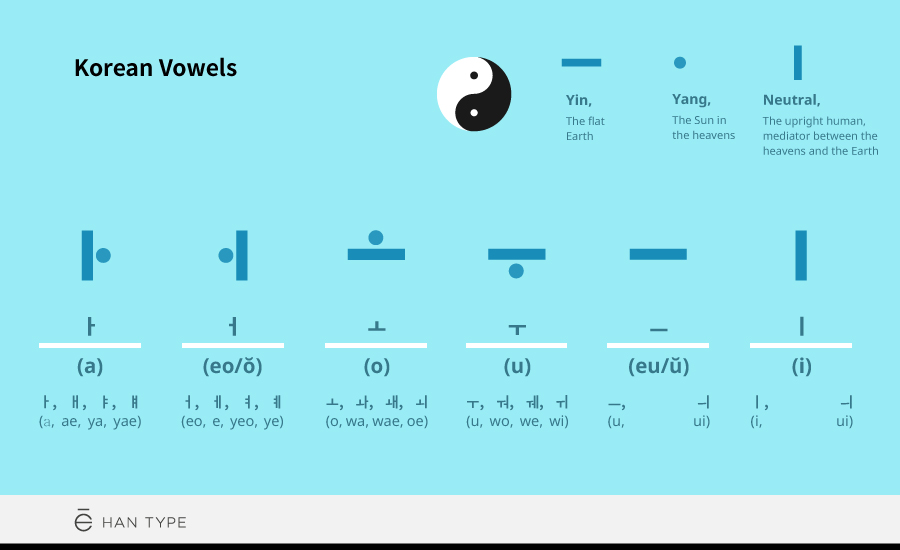 Korean Vowels
Yin,
The flat
Earth
Yang,
The Sun in
the heavens
Neutral,
The upright human,
mediator between the
heavens and the Earth
ㅏ ㅓ ㅗ ㅜ ㅡ ㅣ
(a) (eo/ŏ) (o) (u) (eu/ŭ) (i)
ㅏ, ㅐ, ㅑ, ㅒ ㅓ, ㅔ, ㅕ, ㅖ ㅗ, ㅘ, ㅙ, ㅚ ㅜ, ㅝ, ㅞ, ㅟ ㅡ, ㅢ ㅣ, ㅢ
(a, ae, ya, yae) (eo, e, yeo, ye) (o, wa, wae, oe) (u, wo, we, wi) (u, ui) (i, ui)
HAN TYPE